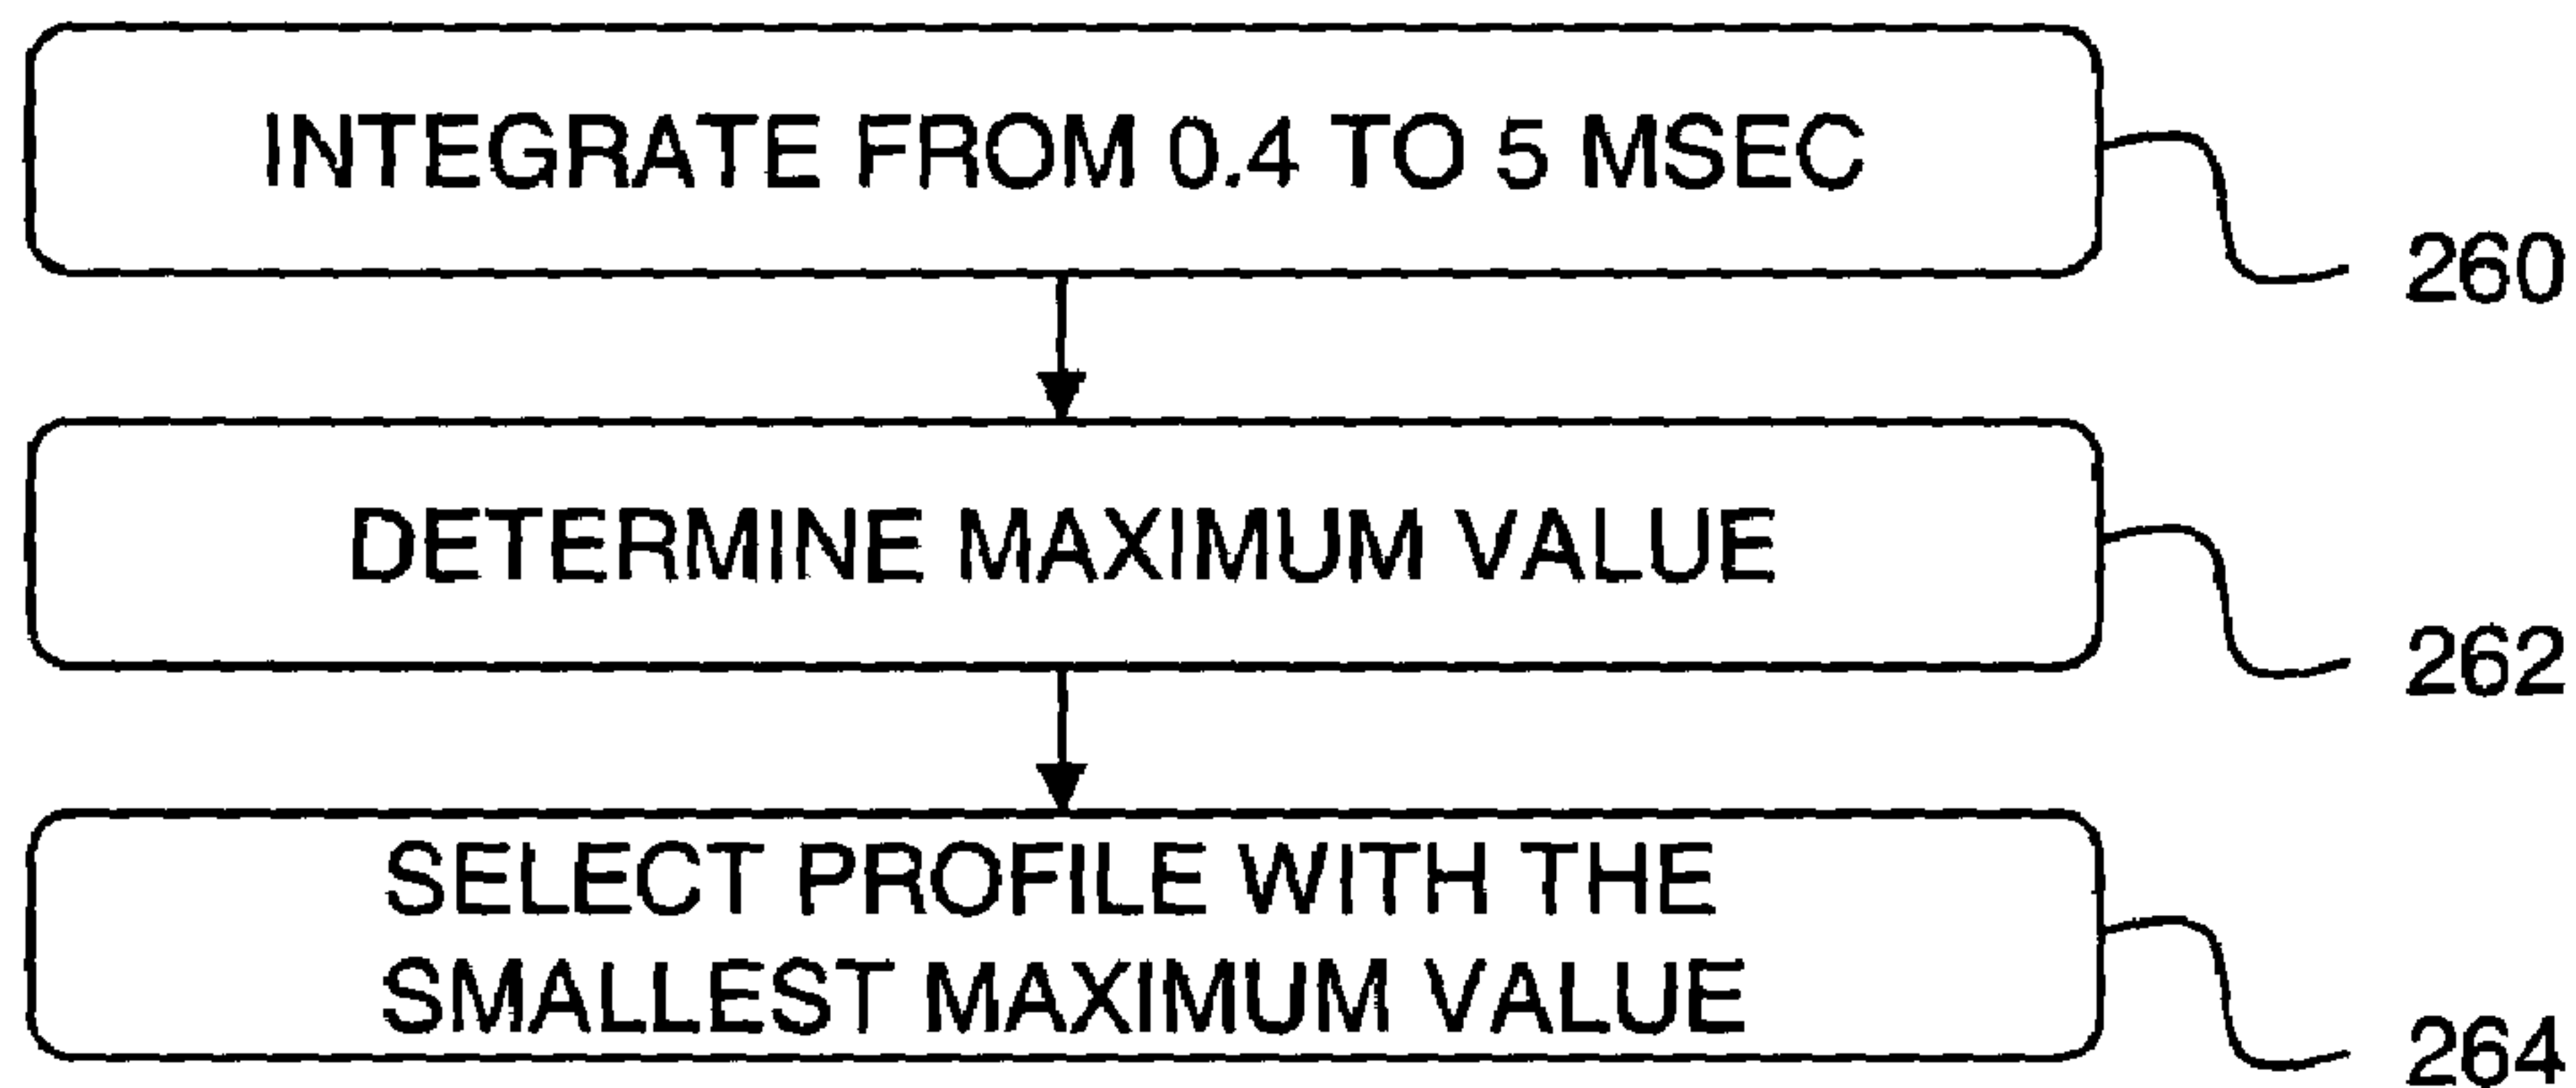 INTEGRATE FROM 0.4 TO 5 MSEC
260
DETERMINE MAXIMUM VALUE
262
SELECT PROFILE WITH THE
SMALLEST MAXIMUM VALUE
264